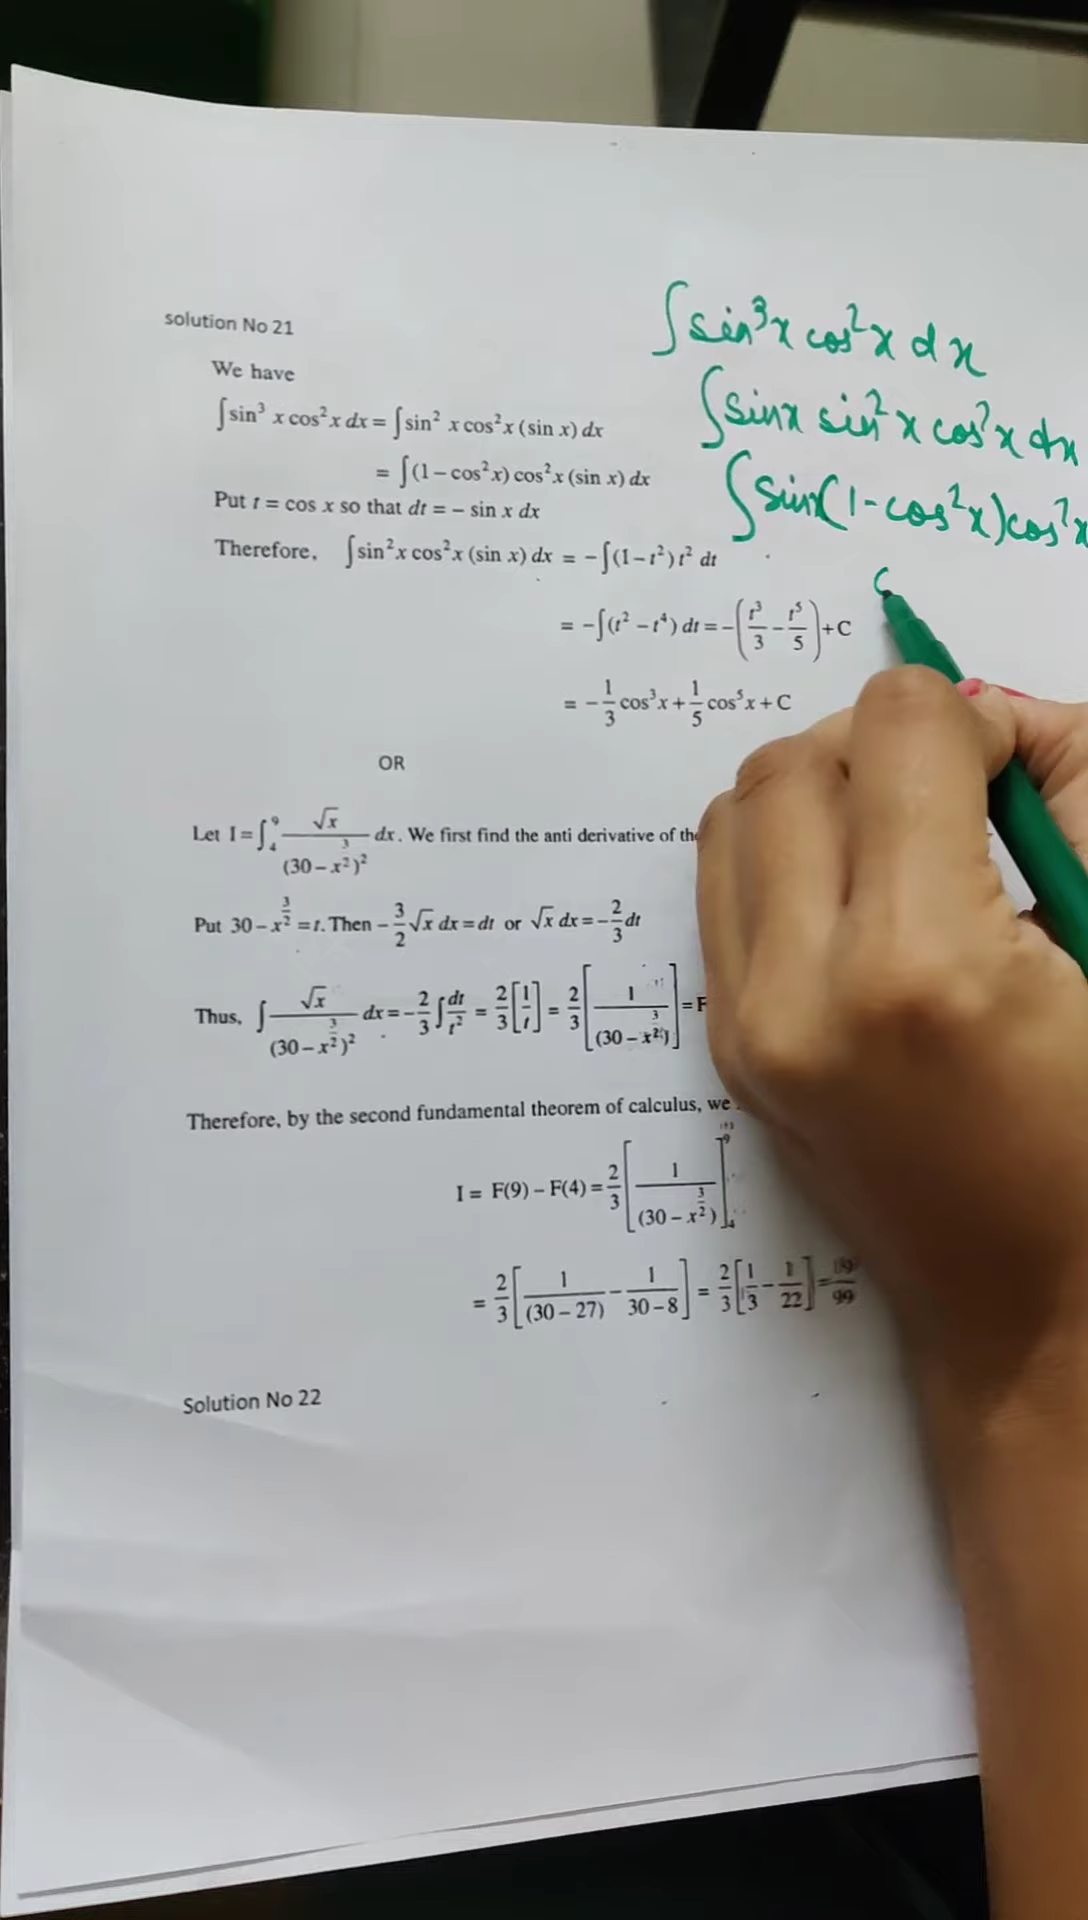 solution No 21
∫sin³x cos²x dx
We have
∫sin³ x cos²x dx = ∫sin² x cos²x (sin x) dx
∫sinx sin²x cos²x dx
= ∫(1 – cos²x) cos²x (sin x) dx
∫sinx(1-cos²x)cos²x
Put t = cos x so that dt = – sin x dx
Therefore, ∫sin²x cos²x (sin x) dx = –∫(1 – t²) t² dt
= –∫(t² – t⁴) dt = –(t³/3 – t⁵/5) + C
= –1/3 cos³x + 1/5 cos⁵x + C
OR
Let I = ∫₄⁹ √x/(30 – x^(3/2))² dx. We first find the anti derivative of
Put 30 – x^(3/2) = t. Then –3/2 √x dx = dt or √x dx = –2/3 dt
Thus, ∫ √x/(30 – x^(3/2))² dx = –2/3 ∫ dt/t² = 2/3 [1/t] = 2/3 [1/(30 – x^(3/2))] = F
Therefore, by the second fundamental theorem of calculus, we
I = F(9) – F(4) = 2/3 [1/(30 – x^(3/2))]₄⁹
= 2/3 [1/(30 – 27) – 1/(30 – 8)] = 2/3 [1/3 – 1/22] = 19/99
Solution No 22